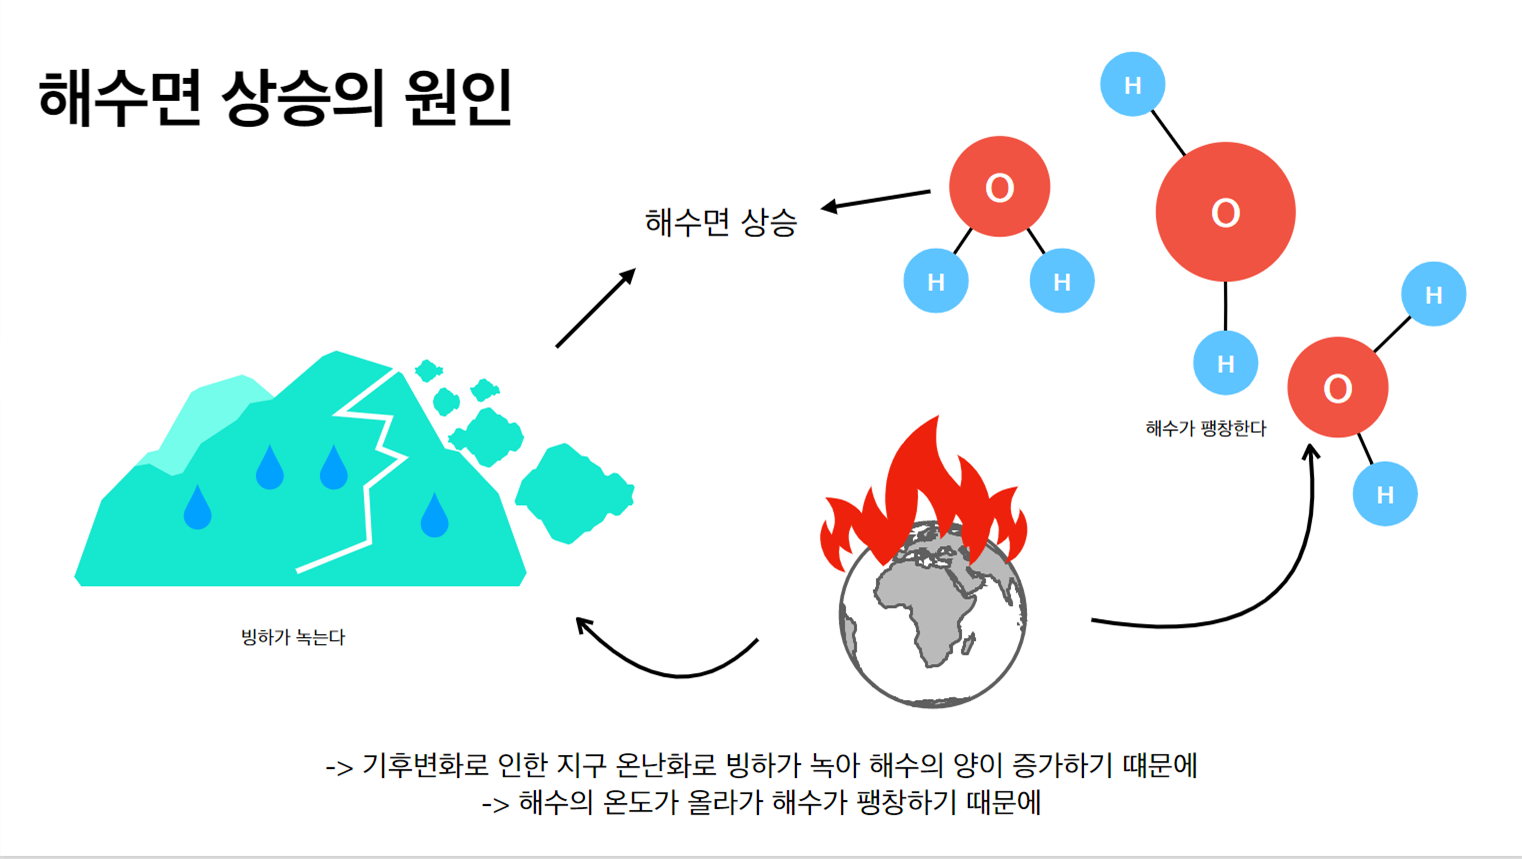 해수면 상승의 원인
H
O
O
해수면 상승
H
H
H
H
O
해수가 팽창한다
H
H
빙하가 녹는다
-> 기후변화로 인한 지구 온난화로 빙하가 녹아 해수의 양이 증가하기 떄문에
-> 해수의 온도가 올라가 해수가 팽창하기 때문에